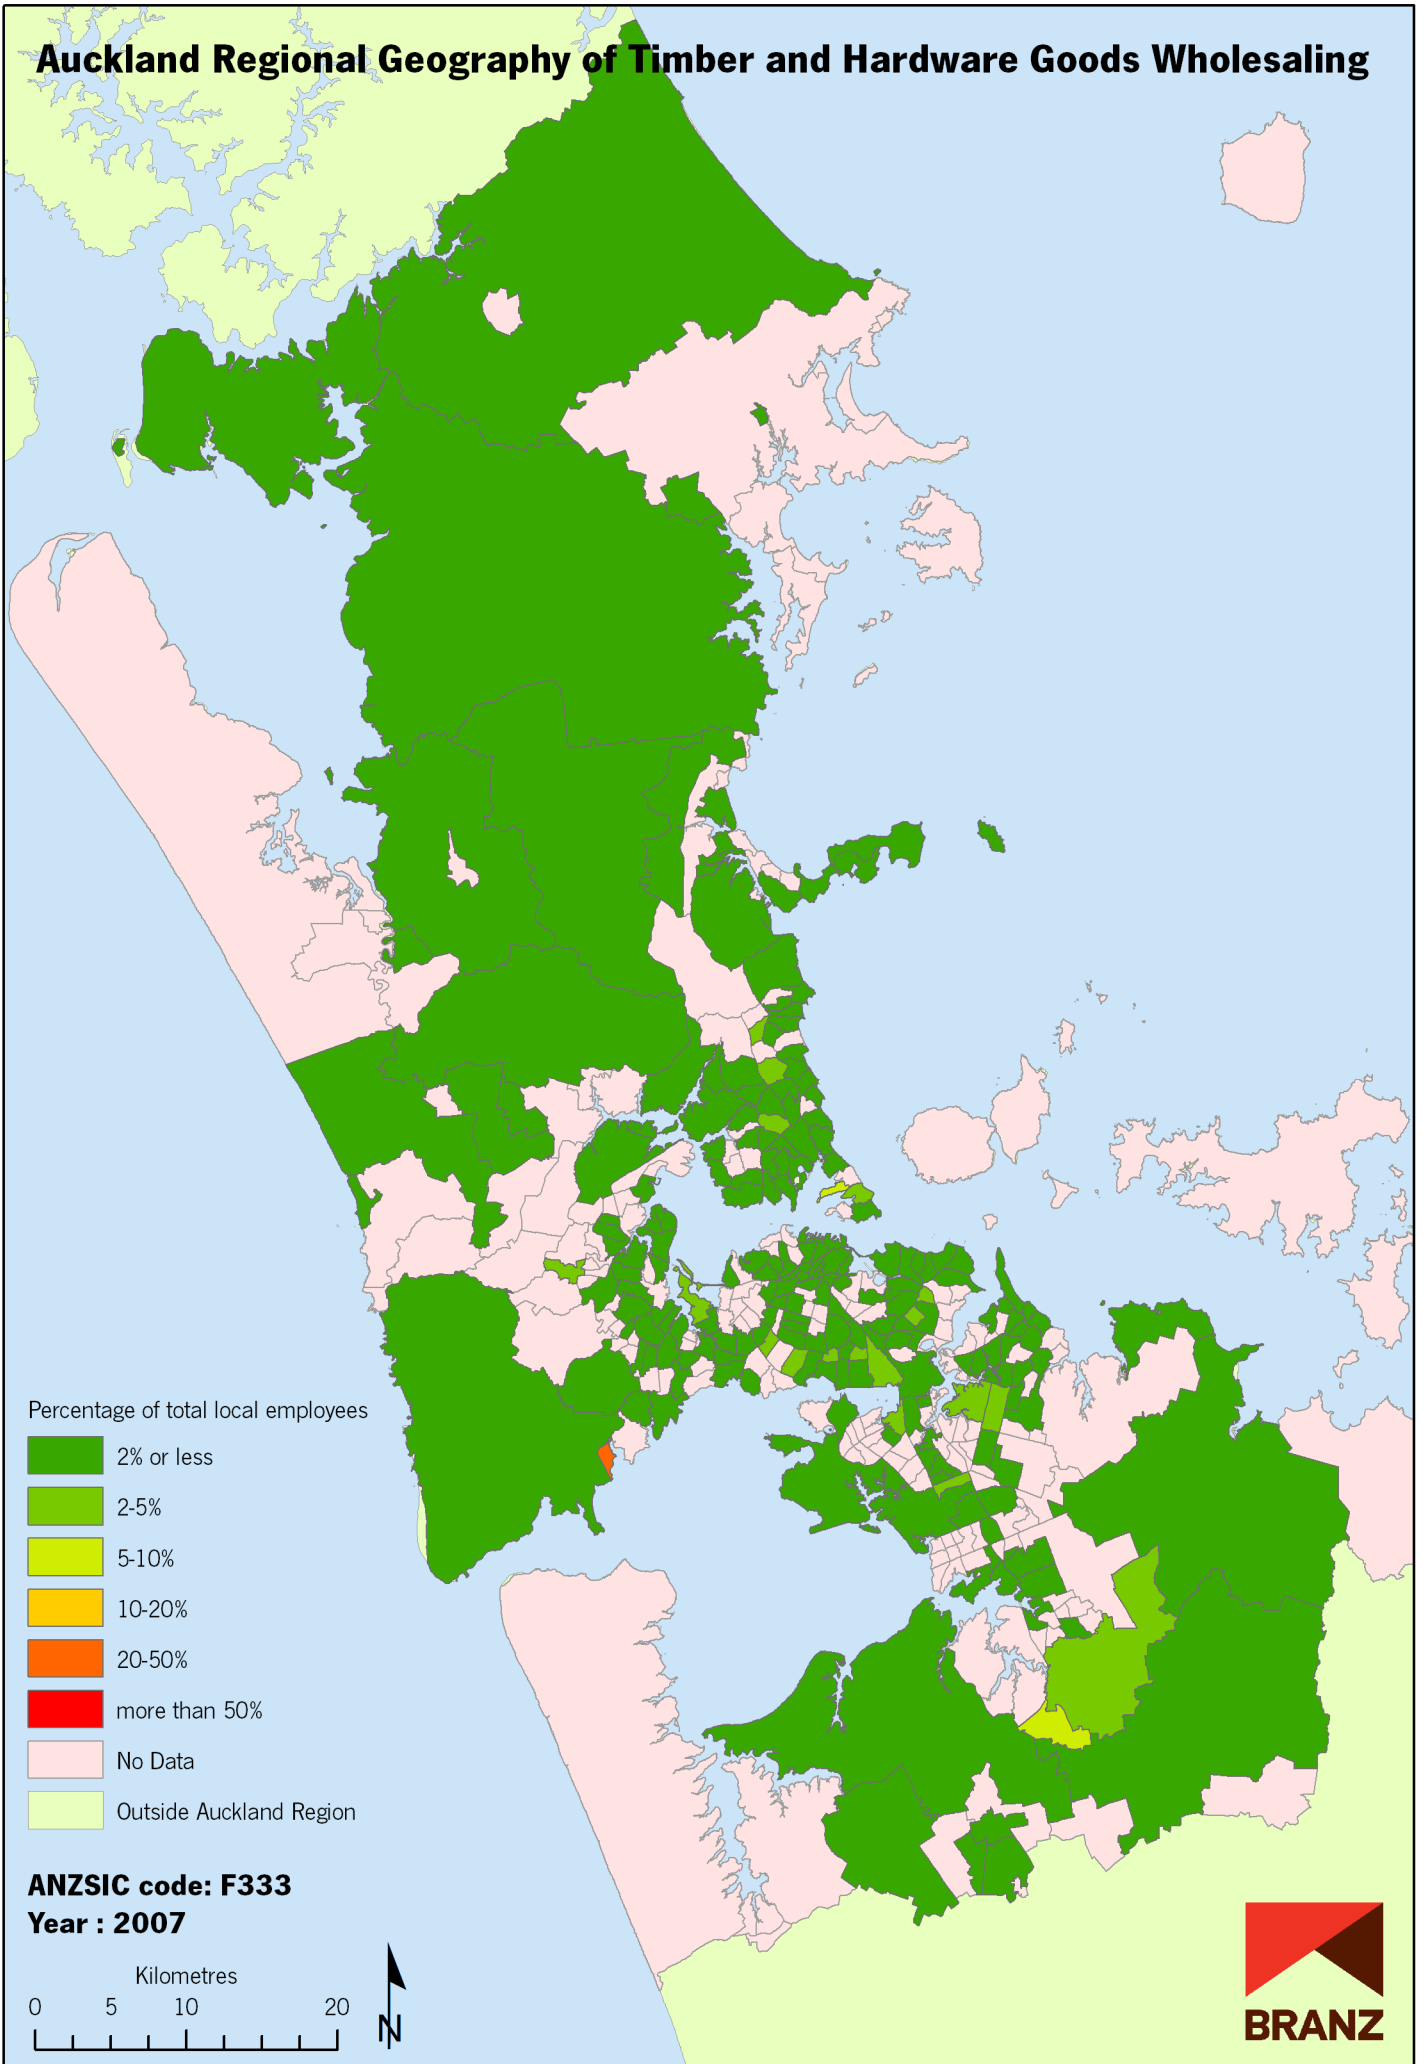 Auckland Regional Geography of Timber and Hardware Goods Wholesaling
Percentage of total local employees
2% or less
2-5%
5-10%
10-20%
20-50%
more than 50%
No Data
Outside Auckland Region
ANZSIC code: F333
Year : 2007
Kilometres
0 5 10 20
N
BRANZ